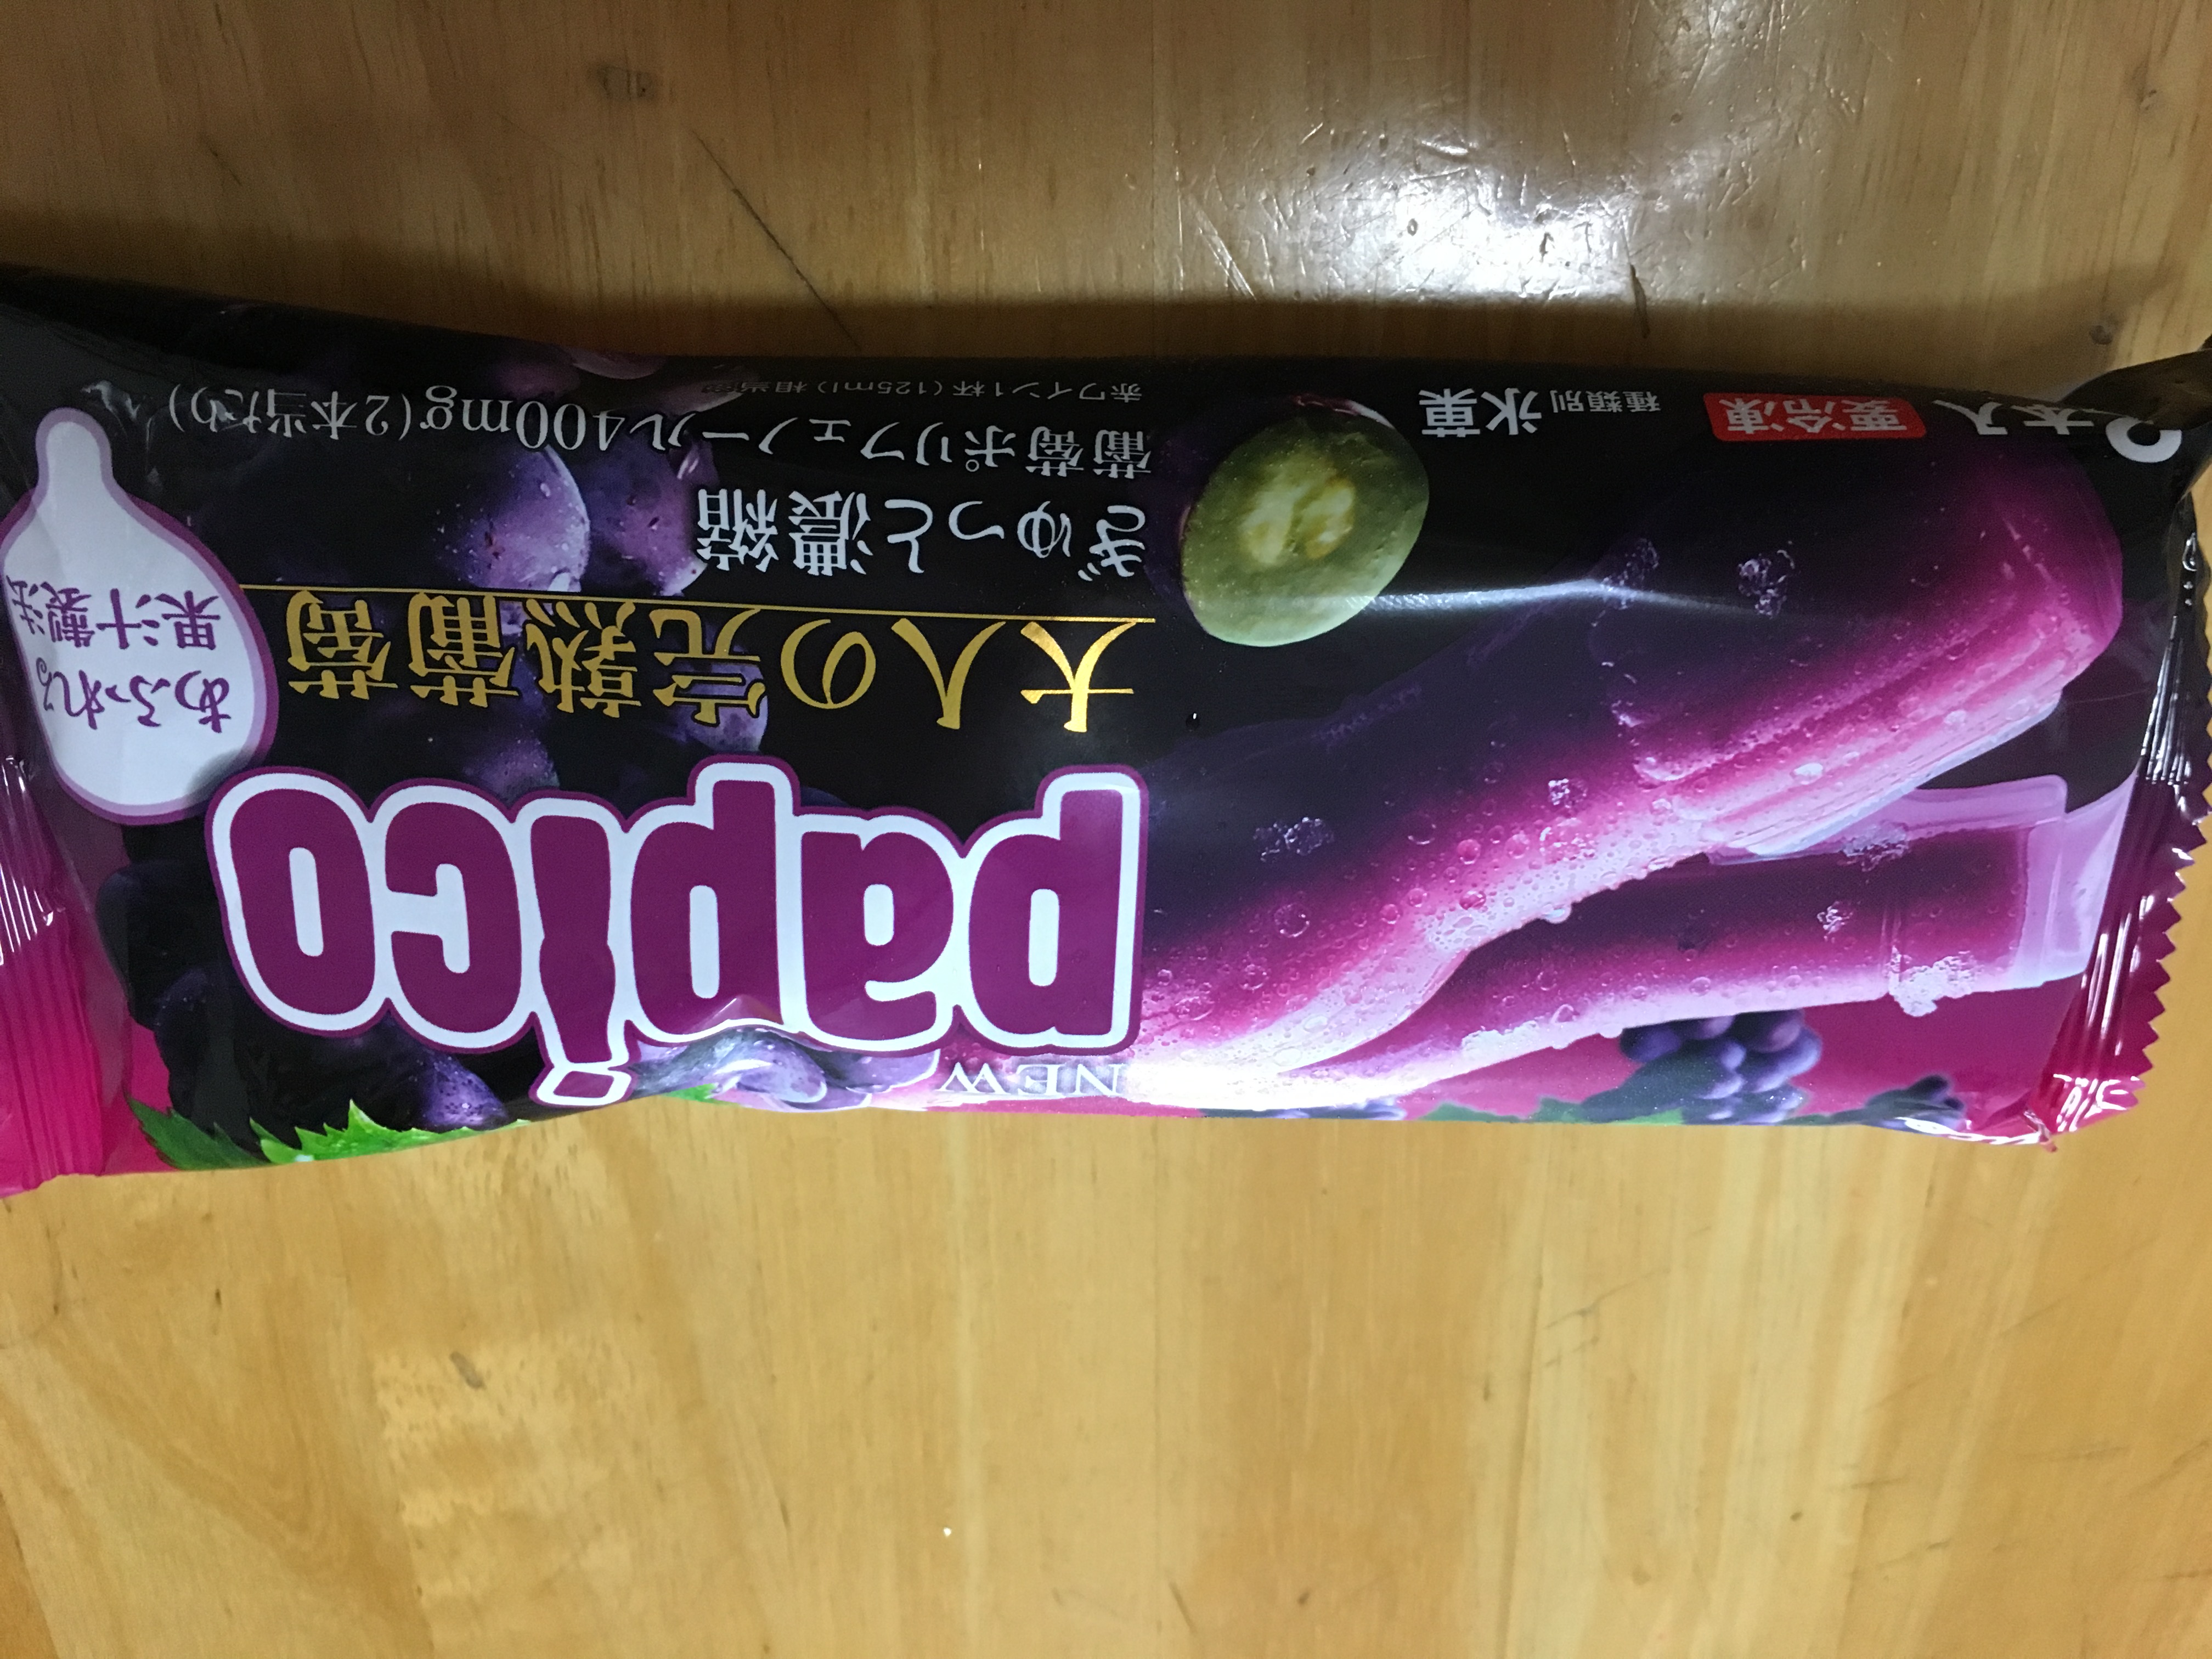 NEW
papico
大人の完熟葡萄
ぎゅっと濃縮
葡萄ポリフェノール400mg(2本当たり)
赤ワイン1杯(125ml)相当※
あふれる
果汁製法
2本入
要冷凍
種類別 氷菓